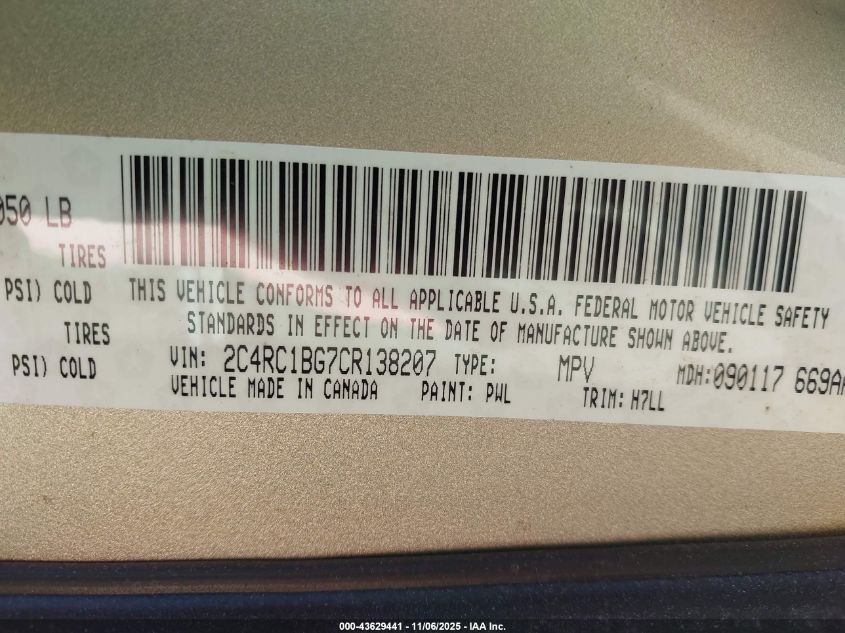 050 LB
TIRES
PSI) COLD
TIRES
PSI) COLD
THIS VEHICLE CONFORMS TO ALL APPLICABLE U.S.A. FEDERAL MOTOR VEHICLE SAFETY
STANDARDS IN EFFECT ON THE DATE OF MANUFACTURE SHOWN ABOVE.
VIN: 2C4RC1BG7CR138207 TYPE: MPV MDH:090117 669AA
VEHICLE MADE IN CANADA PAINT: PWL TRIM: H7LL
000-43629441 - 11/06/2025 - IAA Inc.